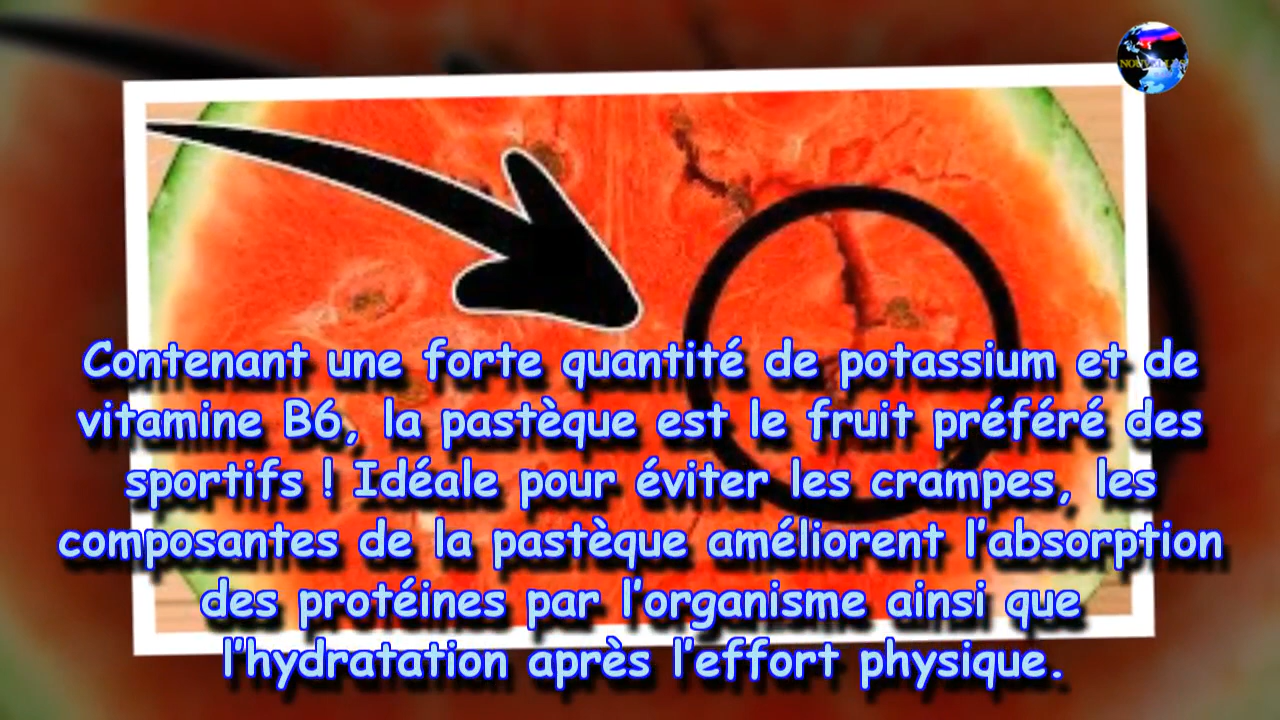 NOUVELLES
Contenant une forte quantité de potassium et de
vitamine B6, la pastèque est le fruit préféré des
sportifs ! Idéale pour éviter les crampes, les
composantes de la pastèque améliorent l'absorption
des protéines par l'organisme ainsi que
l'hydratation après l'effort physique.